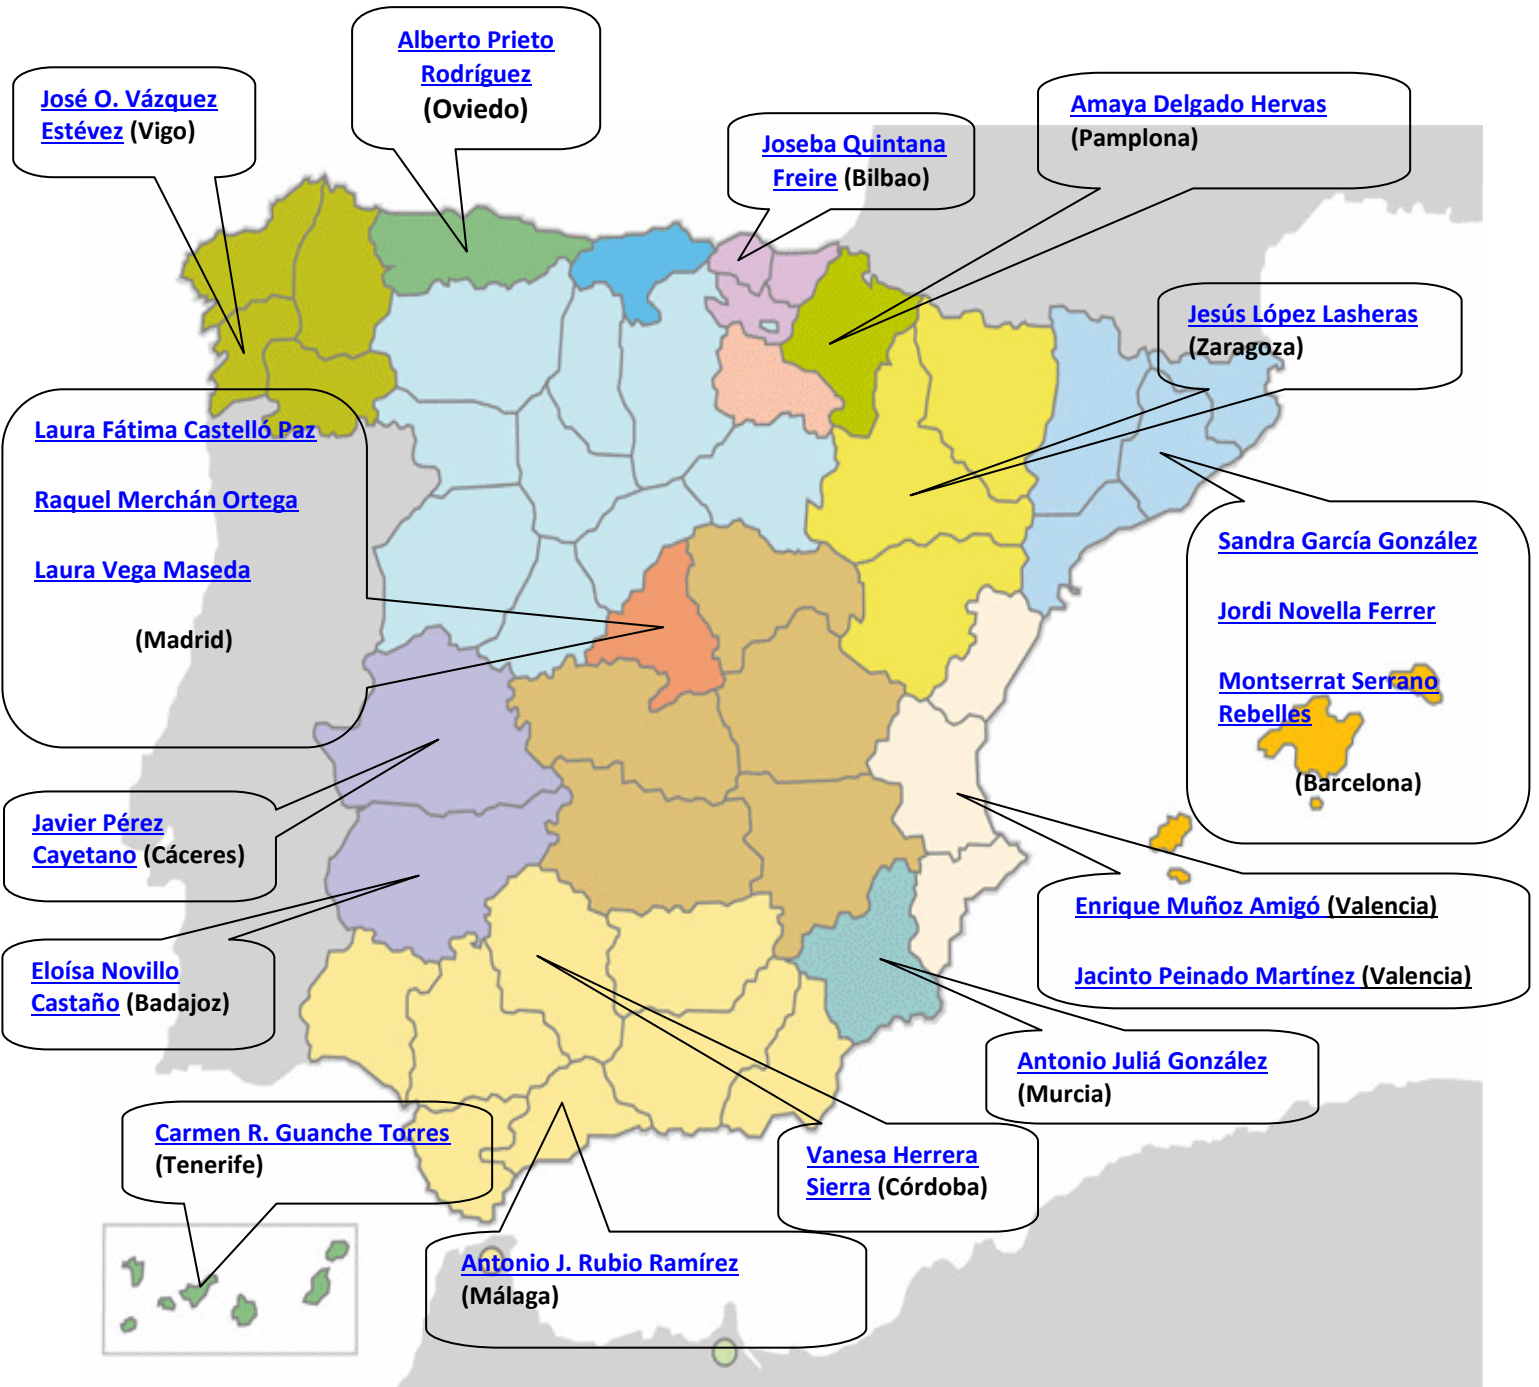 Alberto Prieto
Rodríguez
(Oviedo)
José O. Vázquez
Estévez (Vigo)
Amaya Delgado Hervas
(Pamplona)
Joseba Quintana
Freire (Bilbao)
Jesús López Lasheras
(Zaragoza)
Laura Fátima Castelló Paz
Raquel Merchán Ortega
Laura Vega Maseda
(Madrid)
Sandra García González
Jordi Novella Ferrer
Montserrat Serrano
Rebelles
(Barcelona)
Javier Pérez
Cayetano (Cáceres)
Enrique Muñoz Amigó (Valencia)
Jacinto Peinado Martínez (Valencia)
Eloísa Novillo
Castaño (Badajoz)
Antonio Juliá González
(Murcia)
Carmen R. Guanche Torres
(Tenerife)
Vanesa Herrera
Sierra (Córdoba)
Antonio J. Rubio Ramírez
(Málaga)